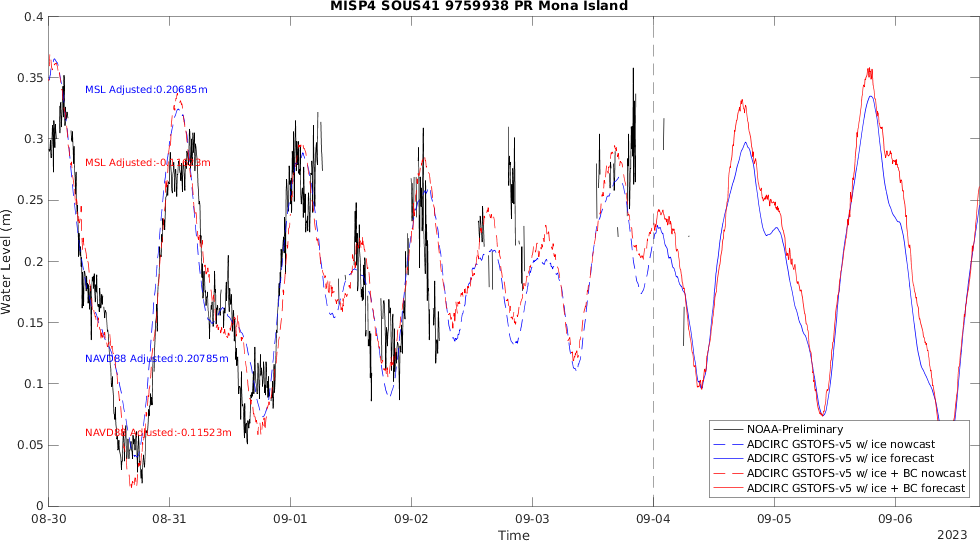 MISP4 SOUS41 9759938 PR Mona Island
0.4
0.35
0.3
0.25
0.2
0.15
0.1
0.05
0
Water Level (m)
MSL Adjusted:0.20685m
MSL Adjusted:
NAVD88 Adjusted:0.20785m
NAVD88 Adjusted:-0.11523m
NOAA-Preliminary
ADCIRC GSTOFS-v5 w/ ice nowcast
ADCIRC GSTOFS-v5 w/ ice forecast
ADCIRC GSTOFS-v5 w/ ice + BC nowcast
ADCIRC GSTOFS-v5 w/ ice + BC forecast
08-30 08-31 09-01 09-02 09-03 09-04 09-05 09-06
Time
2023